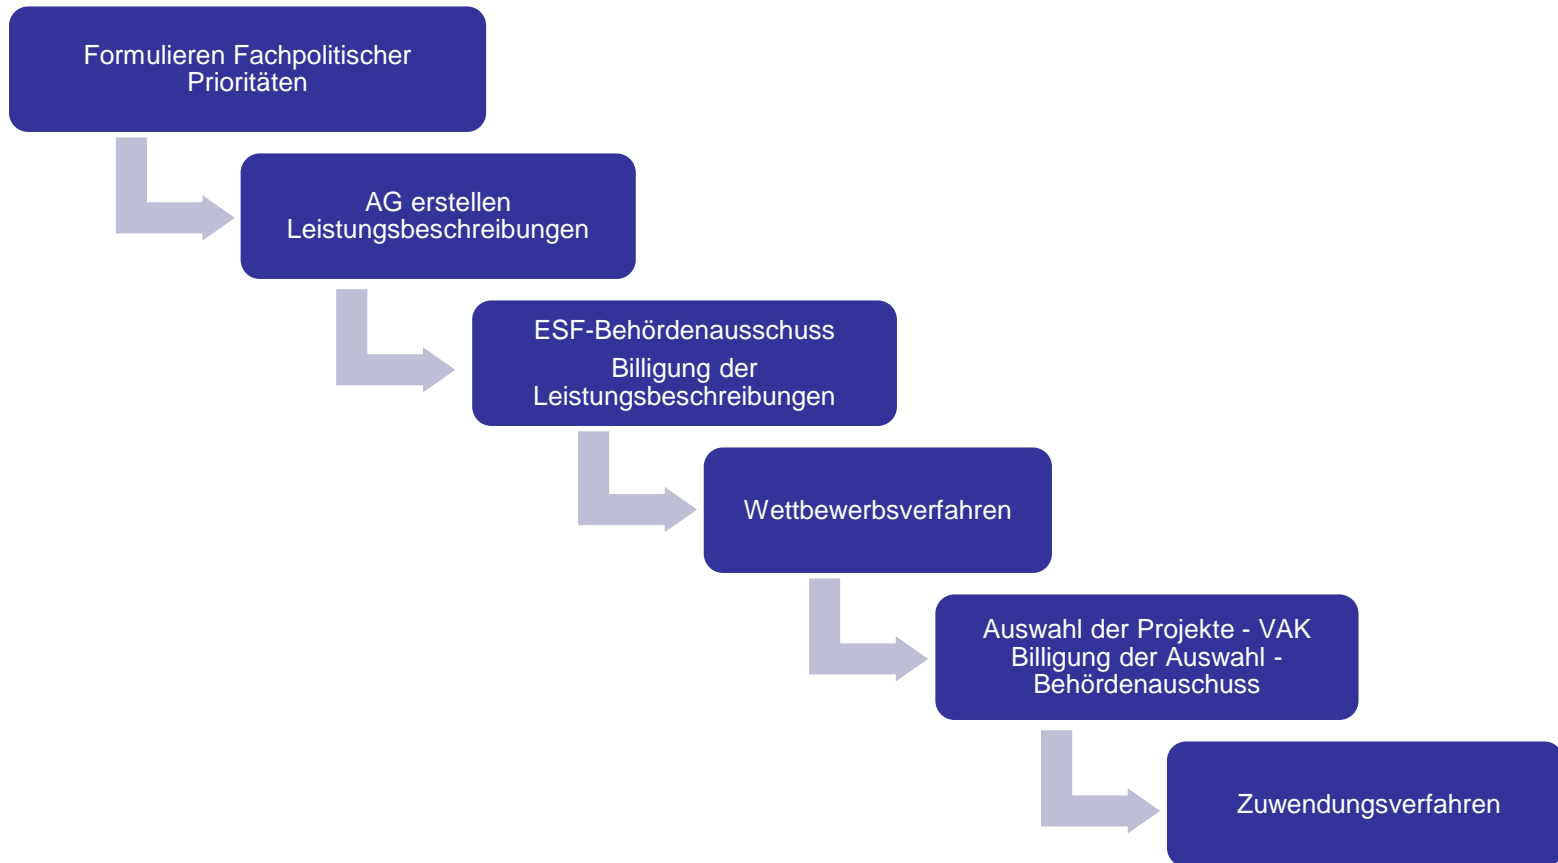 Formulieren Fachpolitischer
Prioritäten
AG erstellen
Leistungsbeschreibungen
ESF-Behördenausschuss
Billigung der
Leistungsbeschreibungen
Wettbewerbsverfahren
Auswahl der Projekte - VAK
Billigung der Auswahl -
Behördenauschuss
Zuwendungsverfahren